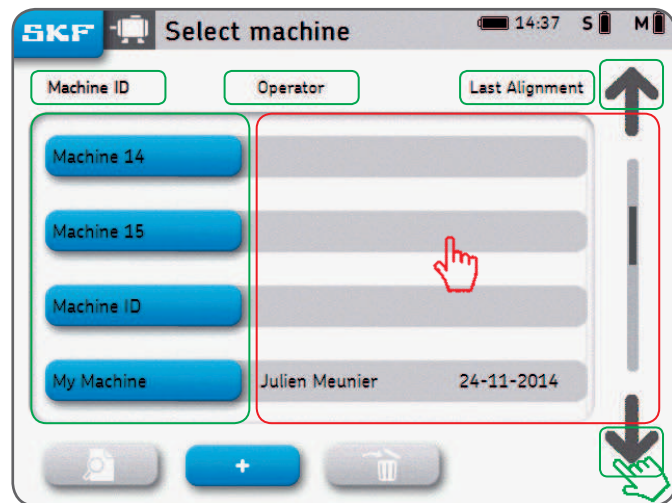 SKF Select machine 14:37 S M
Machine ID Operator Last Alignment
Machine 14
Machine 15
Machine ID
My Machine Julien Meunier 24-11-2014
+